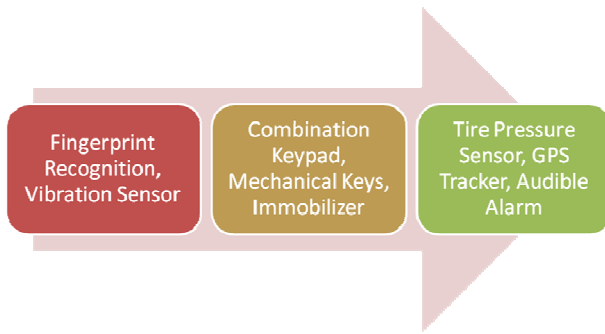 Fingerprint
Recognition,
Vibration Sensor
Combination
Keypad,
Mechanical Keys,
Immobilizer
Tire Pressure
Sensor, GPS
Tracker, Audible
Alarm